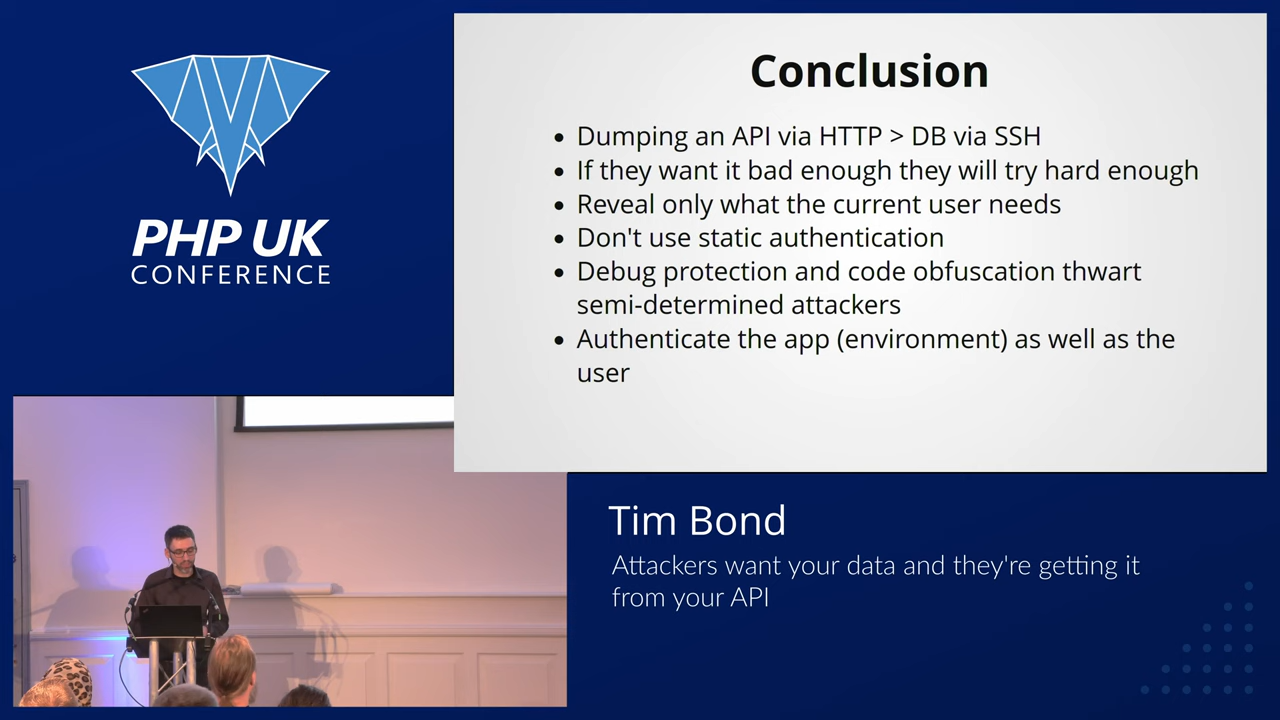 PHP UK
CONFERENCE
Conclusion
Dumping an API via HTTP > DB via SSH
If they want it bad enough they will try hard enough
Reveal only what the current user needs
Don't use static authentication
Debug protection and code obfuscation thwart
semi-determined attackers
Authenticate the app (environment) as well as the
user
Tim Bond
Attackers want your data and they're getting it
from your API